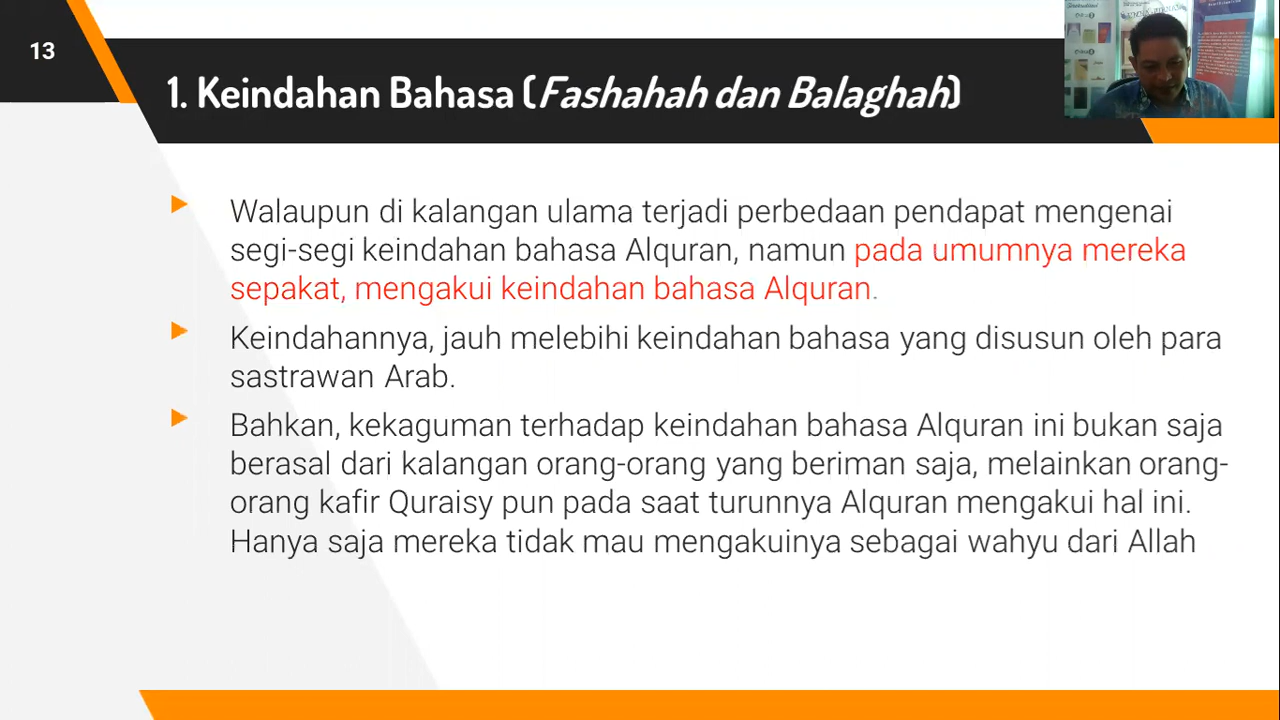 13
1. Keindahan Bahasa (Fashahah dan Balaghah)
Walaupun di kalangan ulama terjadi perbedaan pendapat mengenai
segi-segi keindahan bahasa Alquran, namun pada umumnya mereka
sepakat, mengakui keindahan bahasa Alquran.
Keindahannya, jauh melebihi keindahan bahasa yang disusun oleh para
sastrawan Arab.
Bahkan, kekaguman terhadap keindahan bahasa Alquran ini bukan saja
berasal dari kalangan orang-orang yang beriman saja, melainkan orang-
orang kafir Quraisy pun pada saat turunnya Alquran mengakui hal ini.
Hanya saja mereka tidak mau mengakuinya sebagai wahyu dari Allah